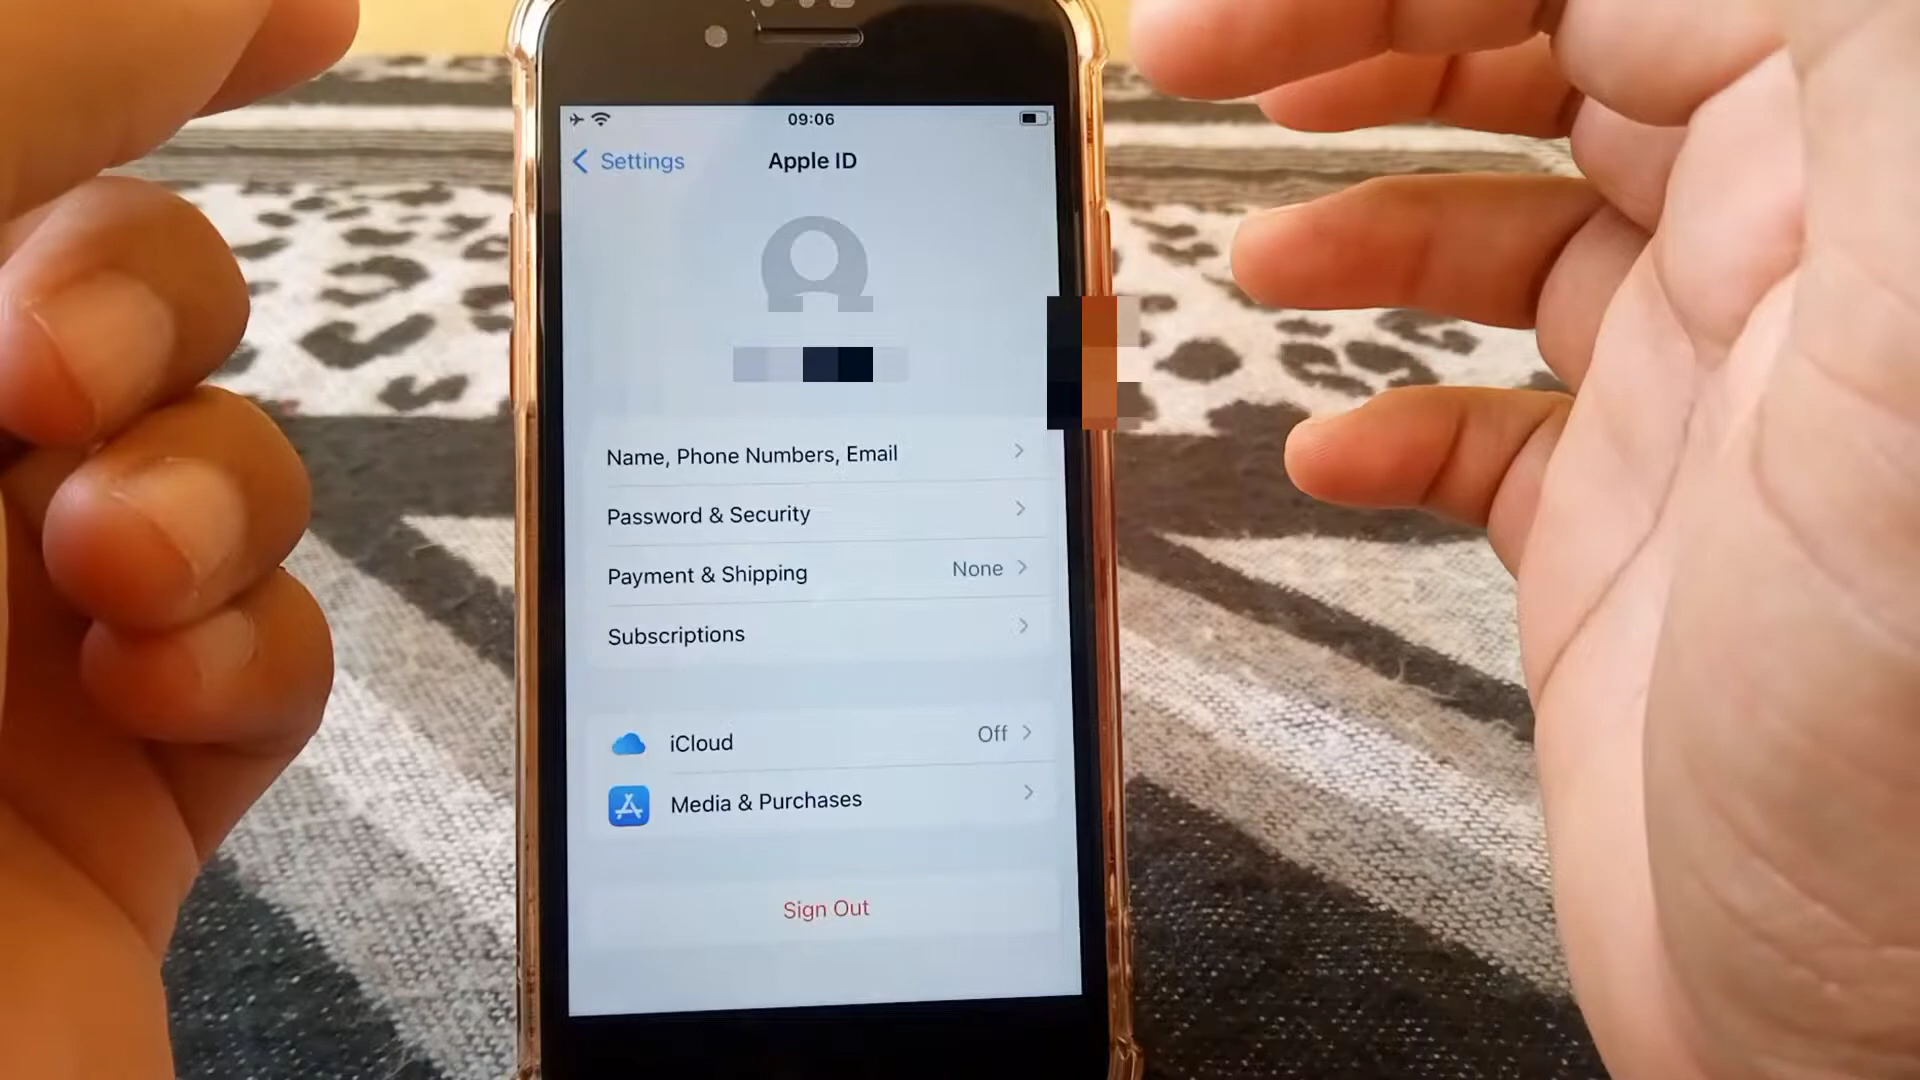 09:06
Settings
Apple ID
Name, Phone Numbers, Email
Password & Security
Payment & Shipping None
Subscriptions
iCloud Off
Media & Purchases
Sign Out